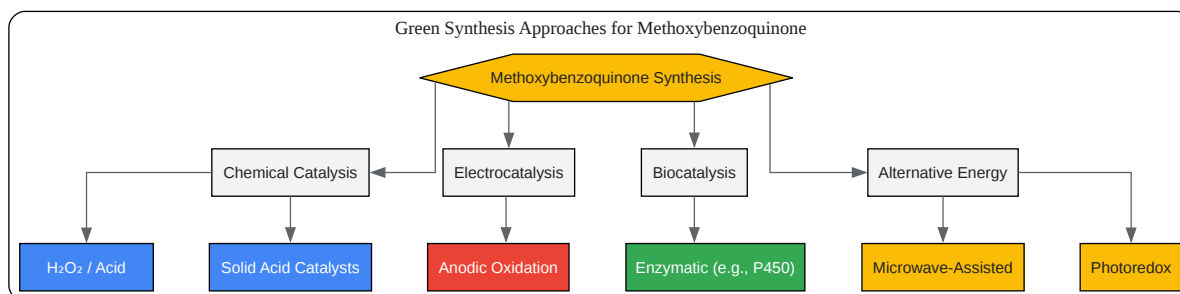 Green Synthesis Approaches for Methoxybenzoquinone
Methoxybenzoquinone Synthesis
Chemical Catalysis
Electrocatalysis
Biocatalysis
Alternative Energy
H₂O₂ / Acid
Solid Acid Catalysts
Anodic Oxidation
Enzymatic (e.g., P450)
Microwave-Assisted
Photoredox